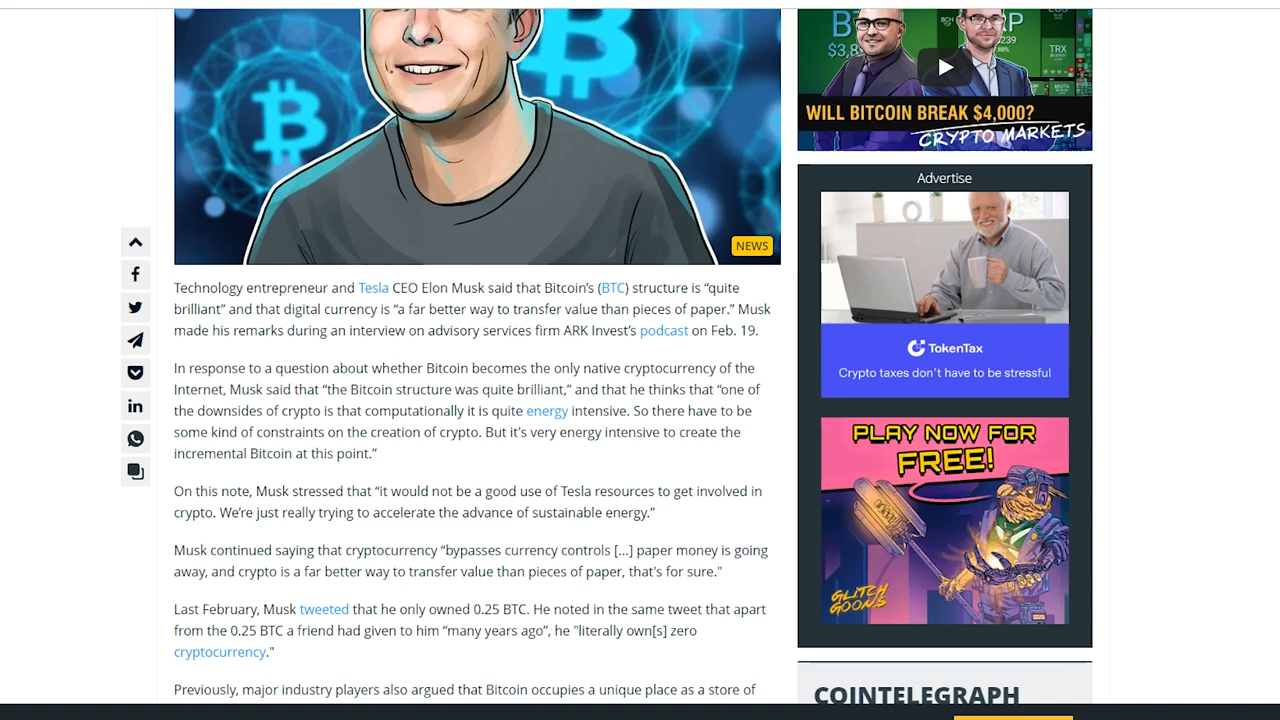 NEWS
Technology entrepreneur and Tesla CEO Elon Musk said that Bitcoin’s (BTC) structure is “quite
brilliant” and that digital currency is “a far better way to transfer value than pieces of paper.” Musk
made his remarks during an interview on advisory services firm ARK Invest’s podcast on Feb. 19.
In response to a question about whether Bitcoin becomes the only native cryptocurrency of the
Internet, Musk said that “the Bitcoin structure was quite brilliant,” and that he thinks that “one of
the downsides of crypto is that computationally it is quite energy intensive. So there have to be
some kind of constraints on the creation of crypto. But it's very energy intensive to create the
incremental Bitcoin at this point.”
On this note, Musk stressed that “it would not be a good use of Tesla resources to get involved in
crypto. We’re just really trying to accelerate the advance of sustainable energy.”
Musk continued saying that cryptocurrency “bypasses currency controls [...] paper money is going
away, and crypto is a far better way to transfer value than pieces of paper, that's for sure."
Last February, Musk tweeted that he only owned 0.25 BTC. He noted in the same tweet that apart
from the 0.25 BTC a friend had given to him “many years ago”, he "literally own[s] zero
cryptocurrency."
Previously, major industry players also argued that Bitcoin occupies a unique place as a store of
BCH
$3,8
239
TRX
WILL BITCOIN BREAK $4,000?
CRYPTO MARKETS
Advertise
TokenTax
Crypto taxes don’t have to be stressful
PLAY NOW FOR
FREE!
GLITCH
GOONS
COINTELEGRAPH